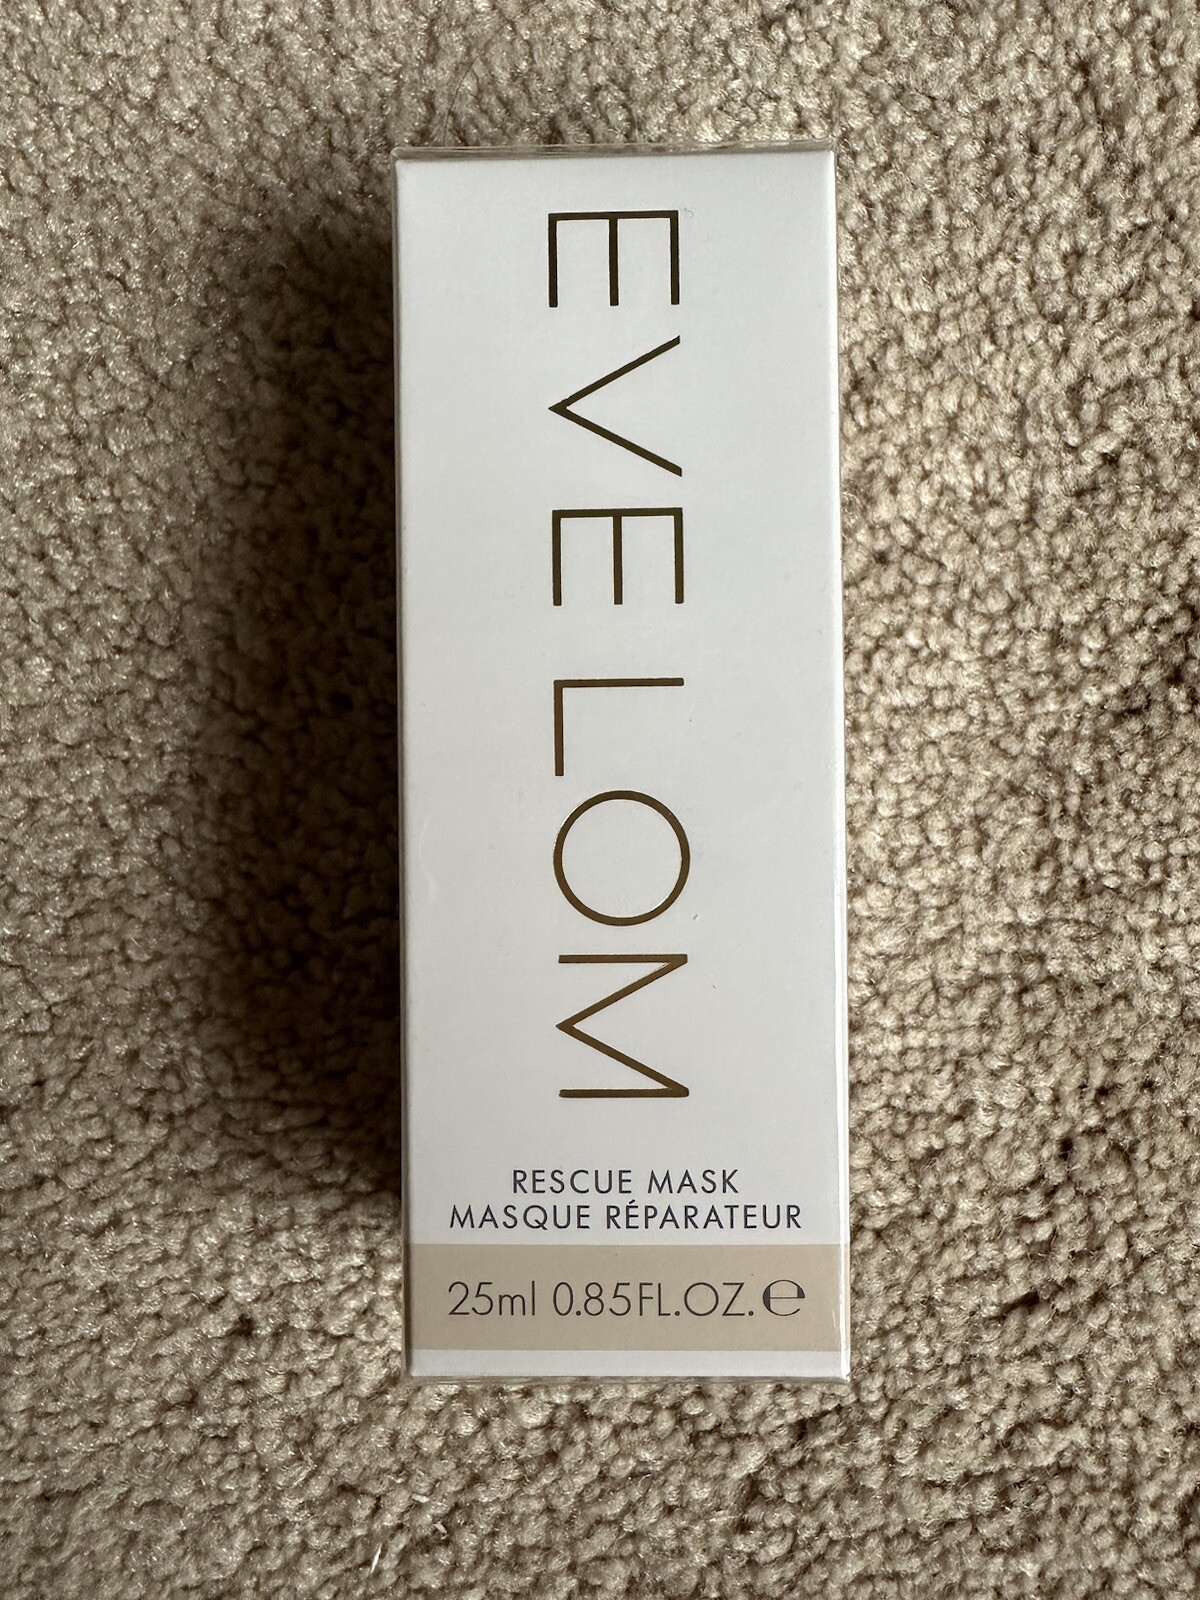 EVE LOM
RESCUE MASK
MASQUE RÉPARATEUR
25ml 0.85FL.OZ.℮